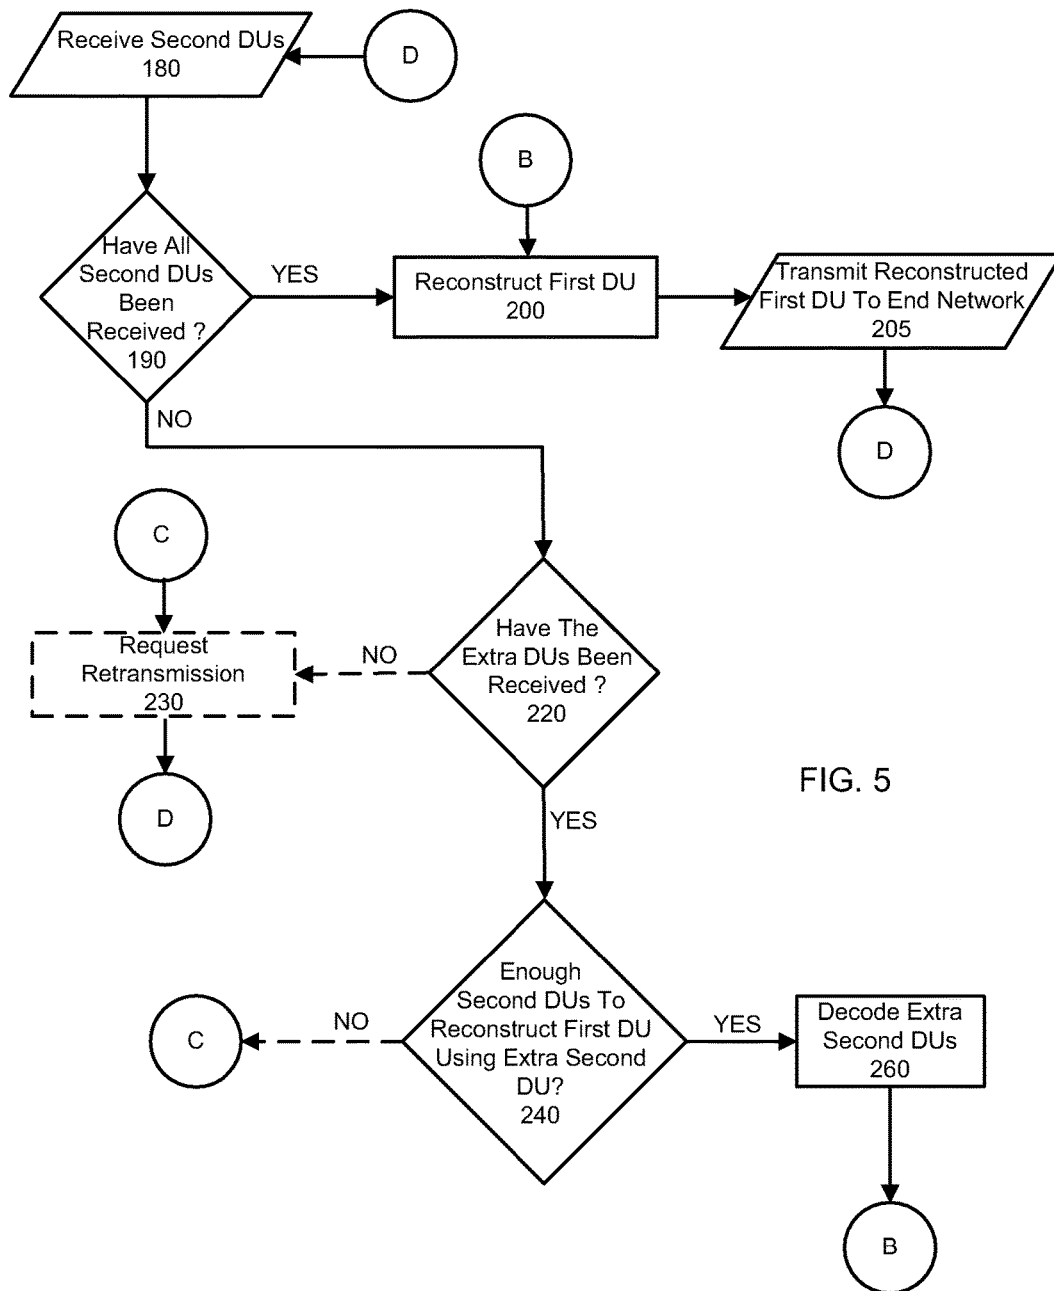 Receive Second DUs
180
D
B
Have All
Second DUs
Been
Received ?
190
YES
Reconstruct First DU
200
Transmit Reconstructed
First DU To End Network
205
NO
D
C
Request
Retransmission
230
NO
Have The
Extra DUs Been
Received ?
220
D
FIG. 5
YES
C
NO
Enough
Second DUs To
Reconstruct First DU
Using Extra Second
DU?
240
YES
Decode Extra
Second DUs
260
B